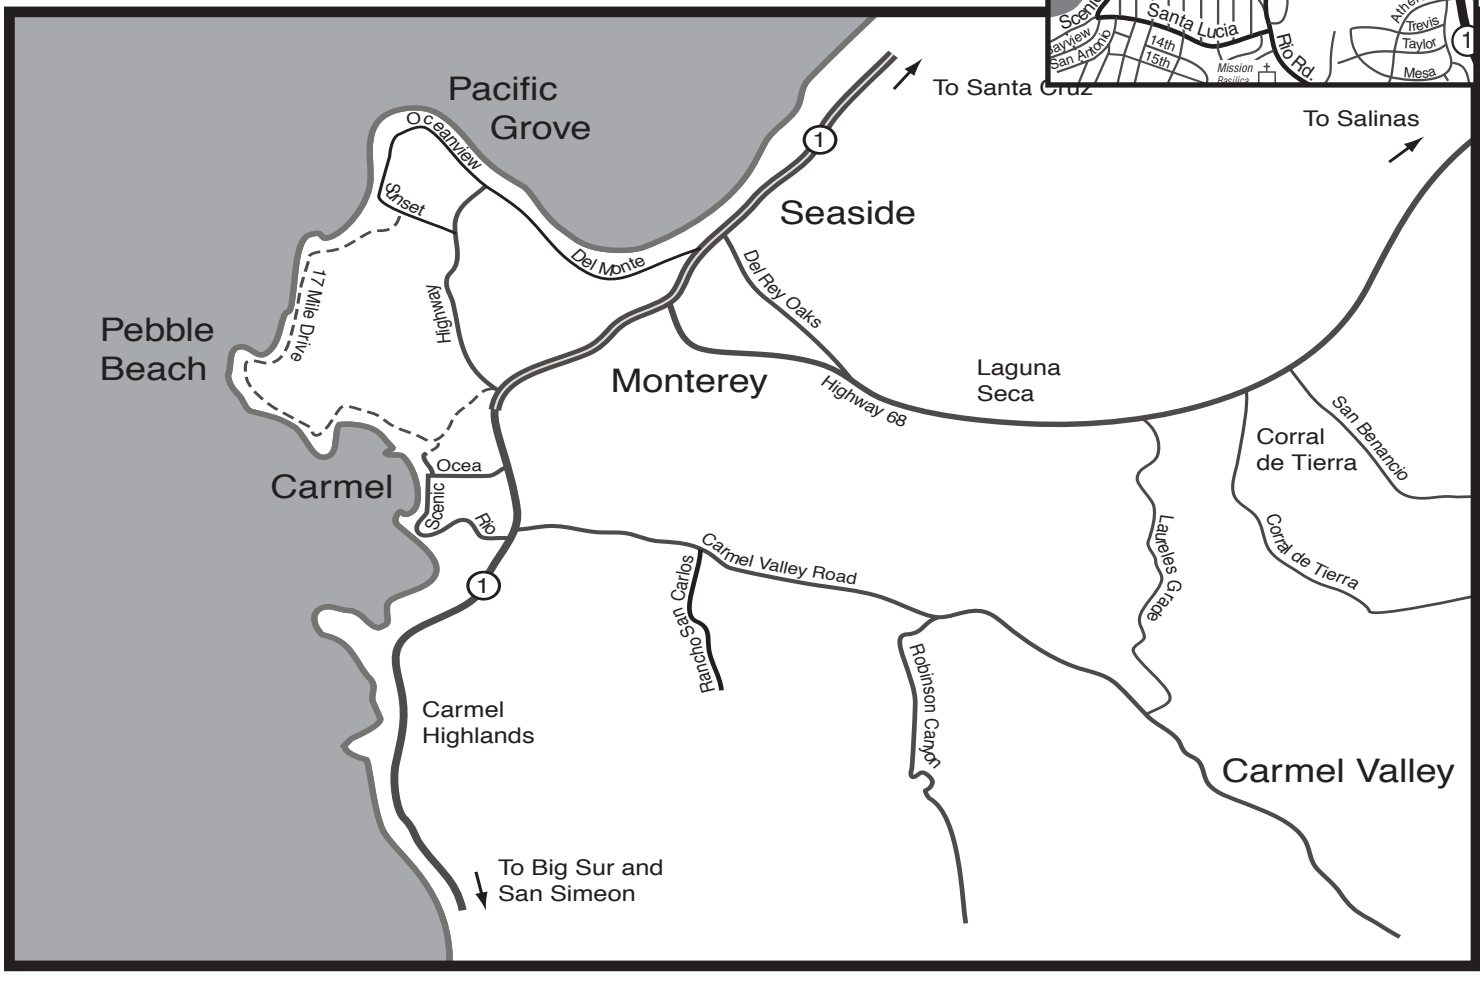 Scenic
Santa Lucia
Bayview
San Antonio
14th
15th
Mission
Basilica
Rio Rd.
Trevis
Taylor
Mesa
1
To Santa Cruz
To Salinas
Pacific
Grove
Oceanview
Sunset
1
Seaside
Del Monte
Del Rey Oaks
17 Mile Drive
Highway
Pebble
Beach
Monterey
Highway 68
Laguna
Seca
San Benancio
Corral
de Tierra
Corral de Tierra
Laureles Grade
Carmel
Ocea
Scenic
Rio
1
Carmel Valley Road
Rancho San Carlos
Robinson Canyon
Carmel
Highlands
Carmel Valley
To Big Sur and
San Simeon